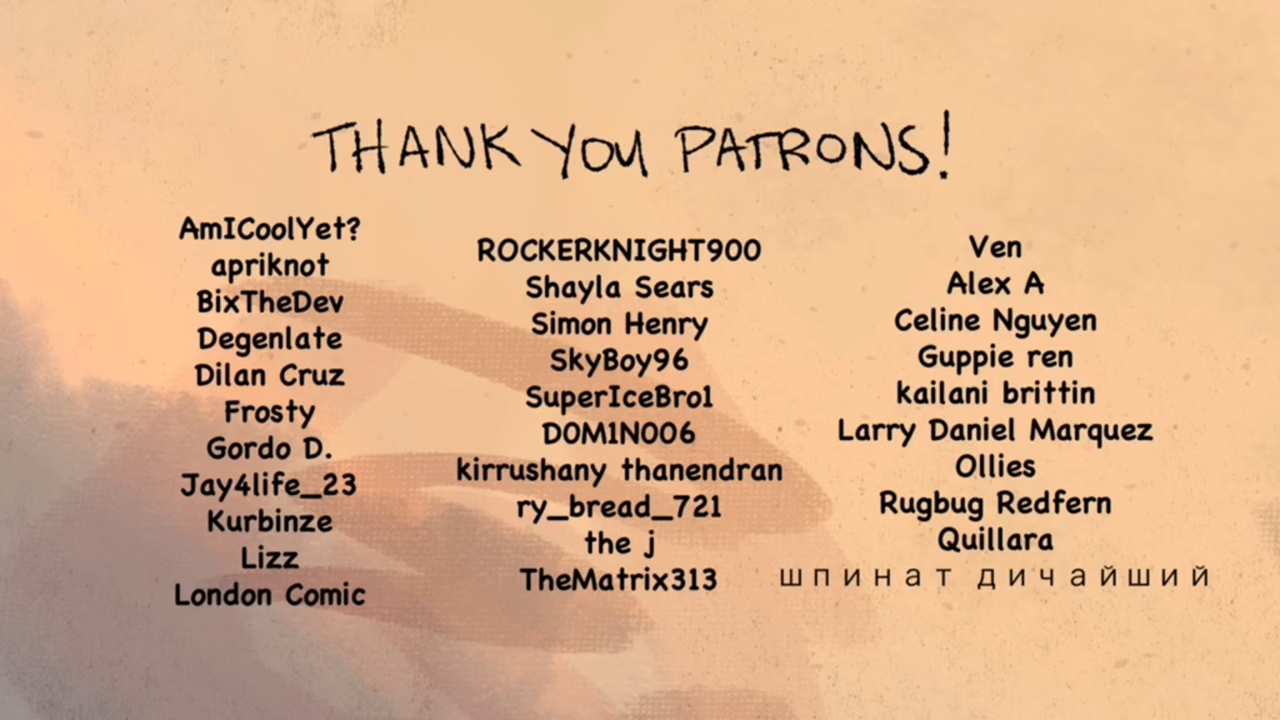 THANK YOU PATRONS!
AmICoolYet?
apriknot
BixTheDev
Degenlate
Dilan Cruz
Frosty
Gordo D.
Jay4life_23
Kurbinze
Lizz
London Comic
ROCKERKNIGHT900
Shayla Sears
Simon Henry
SkyBoy96
SuperIceBro1
D0M1N006
kirrushany thanendran
ry_bread_721
the j
TheMatrix313
Ven
Alex A
Celine Nguyen
Guppie ren
kailani brittin
Larry Daniel Marquez
Ollies
Rugbug Redfern
Quillara
шпинат дичайший